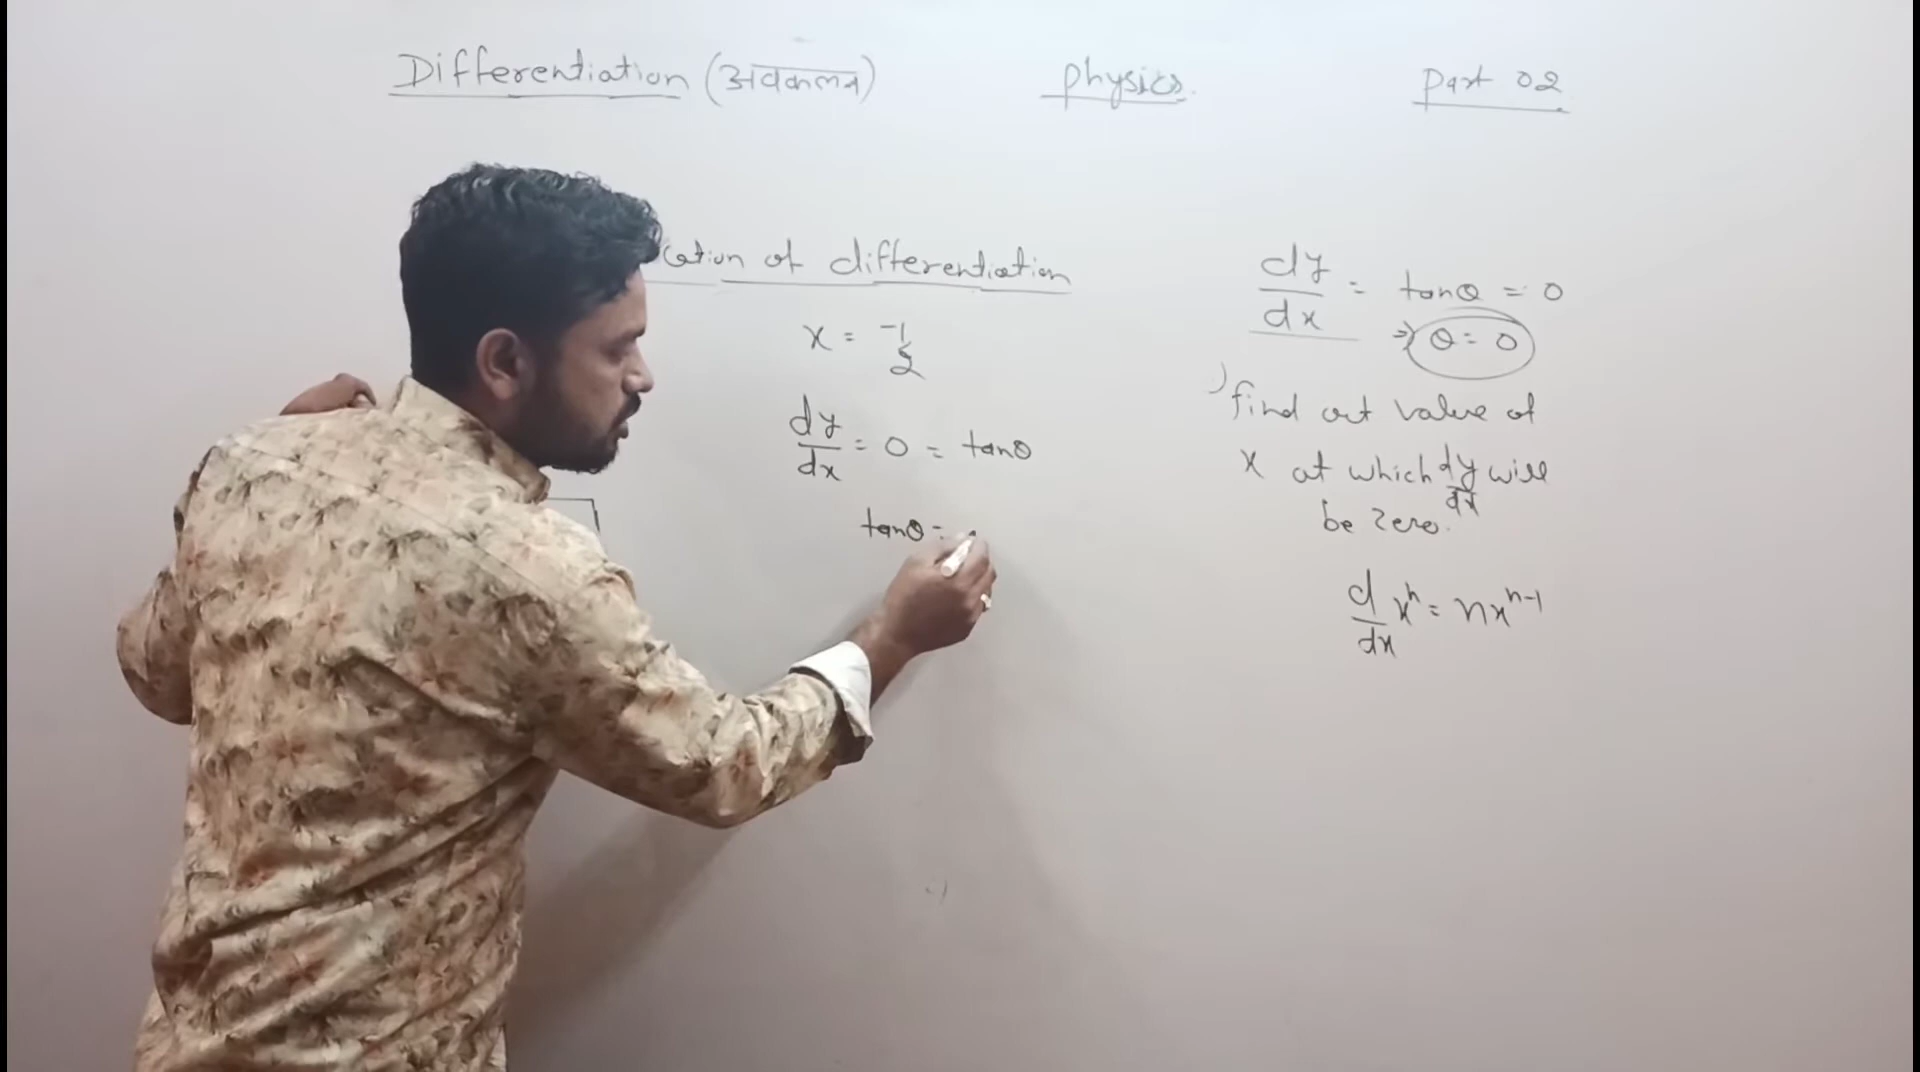 Differentiation (अवकलन) physics. Part 02
cation of differentiation
x = -1/2
dy/dx = 0 = tanθ
tanθ =
dy/dx = tanθ = 0
⇒ θ = 0
) find out value of
x at which dy/dx will
be zero.
d/dx xⁿ = nxⁿ⁻¹